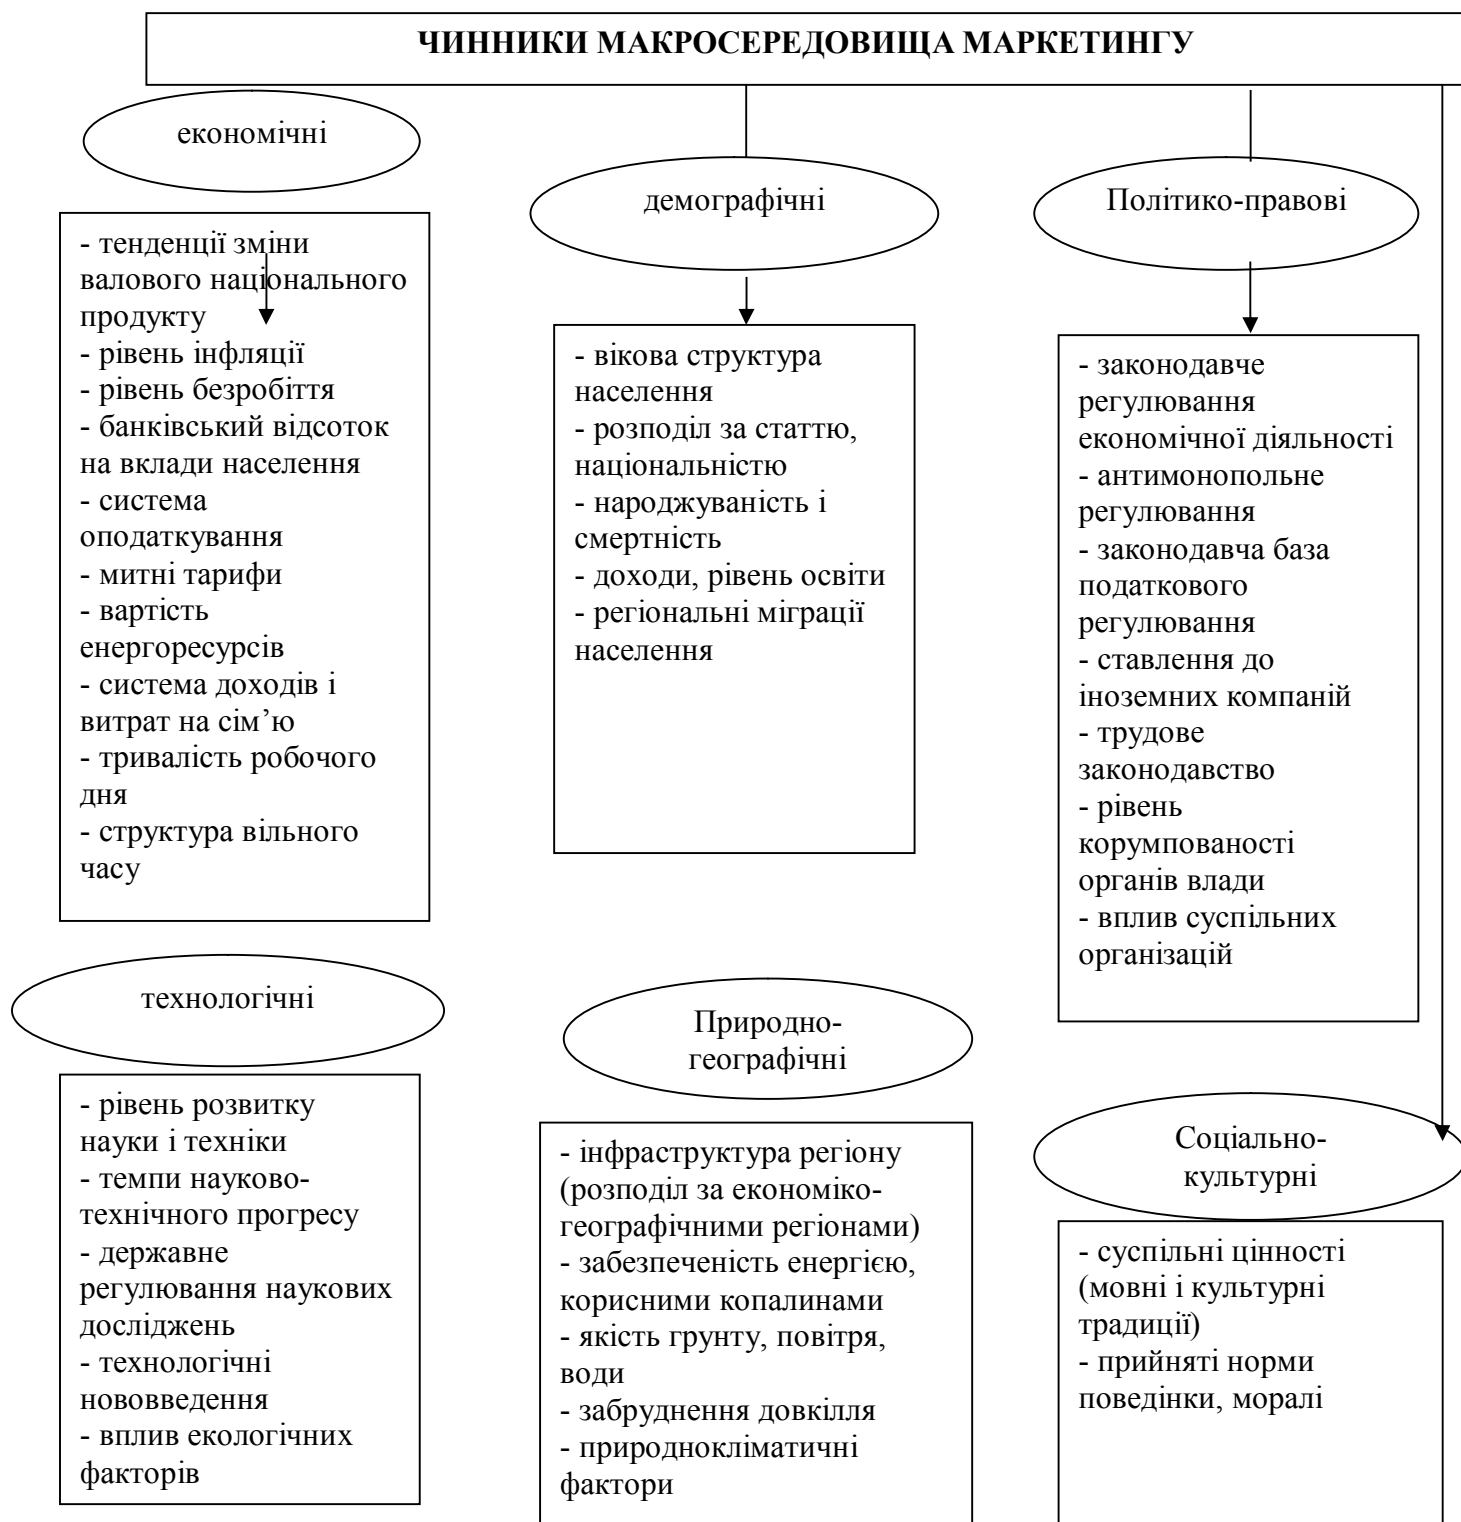 ЧИННИКИ МАКРОСЕРЕДОВИЩА МАРКЕТИНГУ
економічні
- тенденції зміни
валового національного
продукту
- рівень інфляції
- рівень безробіття
- банківський відсоток
на вклади населення
- система
оподаткування
- митні тарифи
- вартість
енергоресурсів
- система доходів і
витрат на сім’ю
- тривалість робочого
дня
- структура вільного
часу
демографічні
- вікова структура
населення
- розподіл за статтю,
національністю
- народжуваність і
смертність
- доходи, рівень освіти
- регіональні міграції
населення
Політико-правові
- законодавче
регулювання
економічної діяльності
- антимонопольне
регулювання
- законодавча база
податкового
регулювання
- ставлення до
іноземних компаній
- трудове
законодавство
- рівень
корумпованості
органів влади
- вплив суспільних
організацій
технологічні
- рівень розвитку
науки і техніки
- темпи науково-
технічного прогресу
- державне
регулювання наукових
досліджень
- технологічні
нововведення
- вплив екологічних
факторів
Природно-
географічні
- інфраструктура регіону
(розподіл за економіко-
географічними регіонами)
- забезпеченість енергією,
корисними копалинами
- якість грунту, повітря,
води
- забруднення довкілля
- природнокліматичні
фактори
Соціально-
культурні
- суспільні цінності
(мовні і культурні
традиції)
- прийняті норми
поведінки, моралі